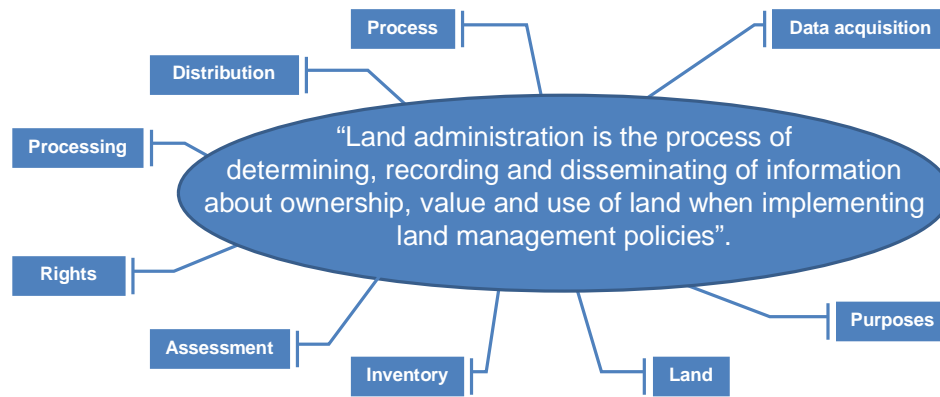 Process
Data acquisition
Distribution
Processing
“Land administration is the process of
determining, recording and disseminating of information
about ownership, value and use of land when implementing
land management policies”.
Rights
Purposes
Assessment
Inventory
Land